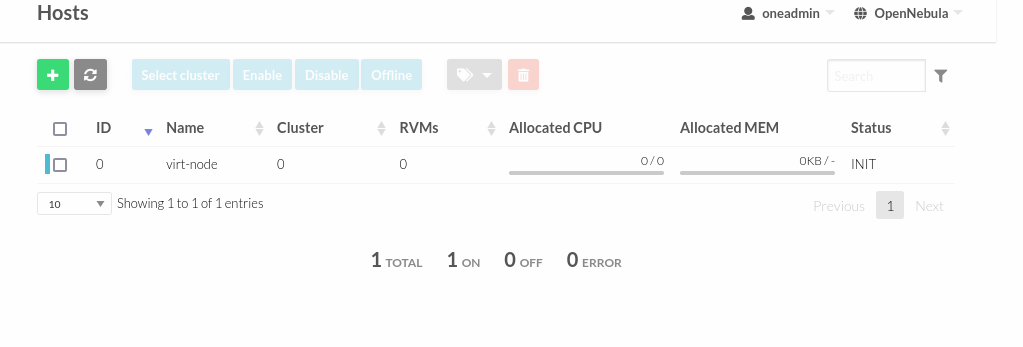 Hosts
oneadmin
OpenNebula
Select cluster
Enable
Disable
Offline
Search
ID Name Cluster RVMs Allocated CPU Allocated MEM Status
0 virt-node 0 0 0 / 0 0KB / - INIT
10 Showing 1 to 1 of 1 entries
Previous 1 Next
1 TOTAL 1 ON 0 OFF 0 ERROR